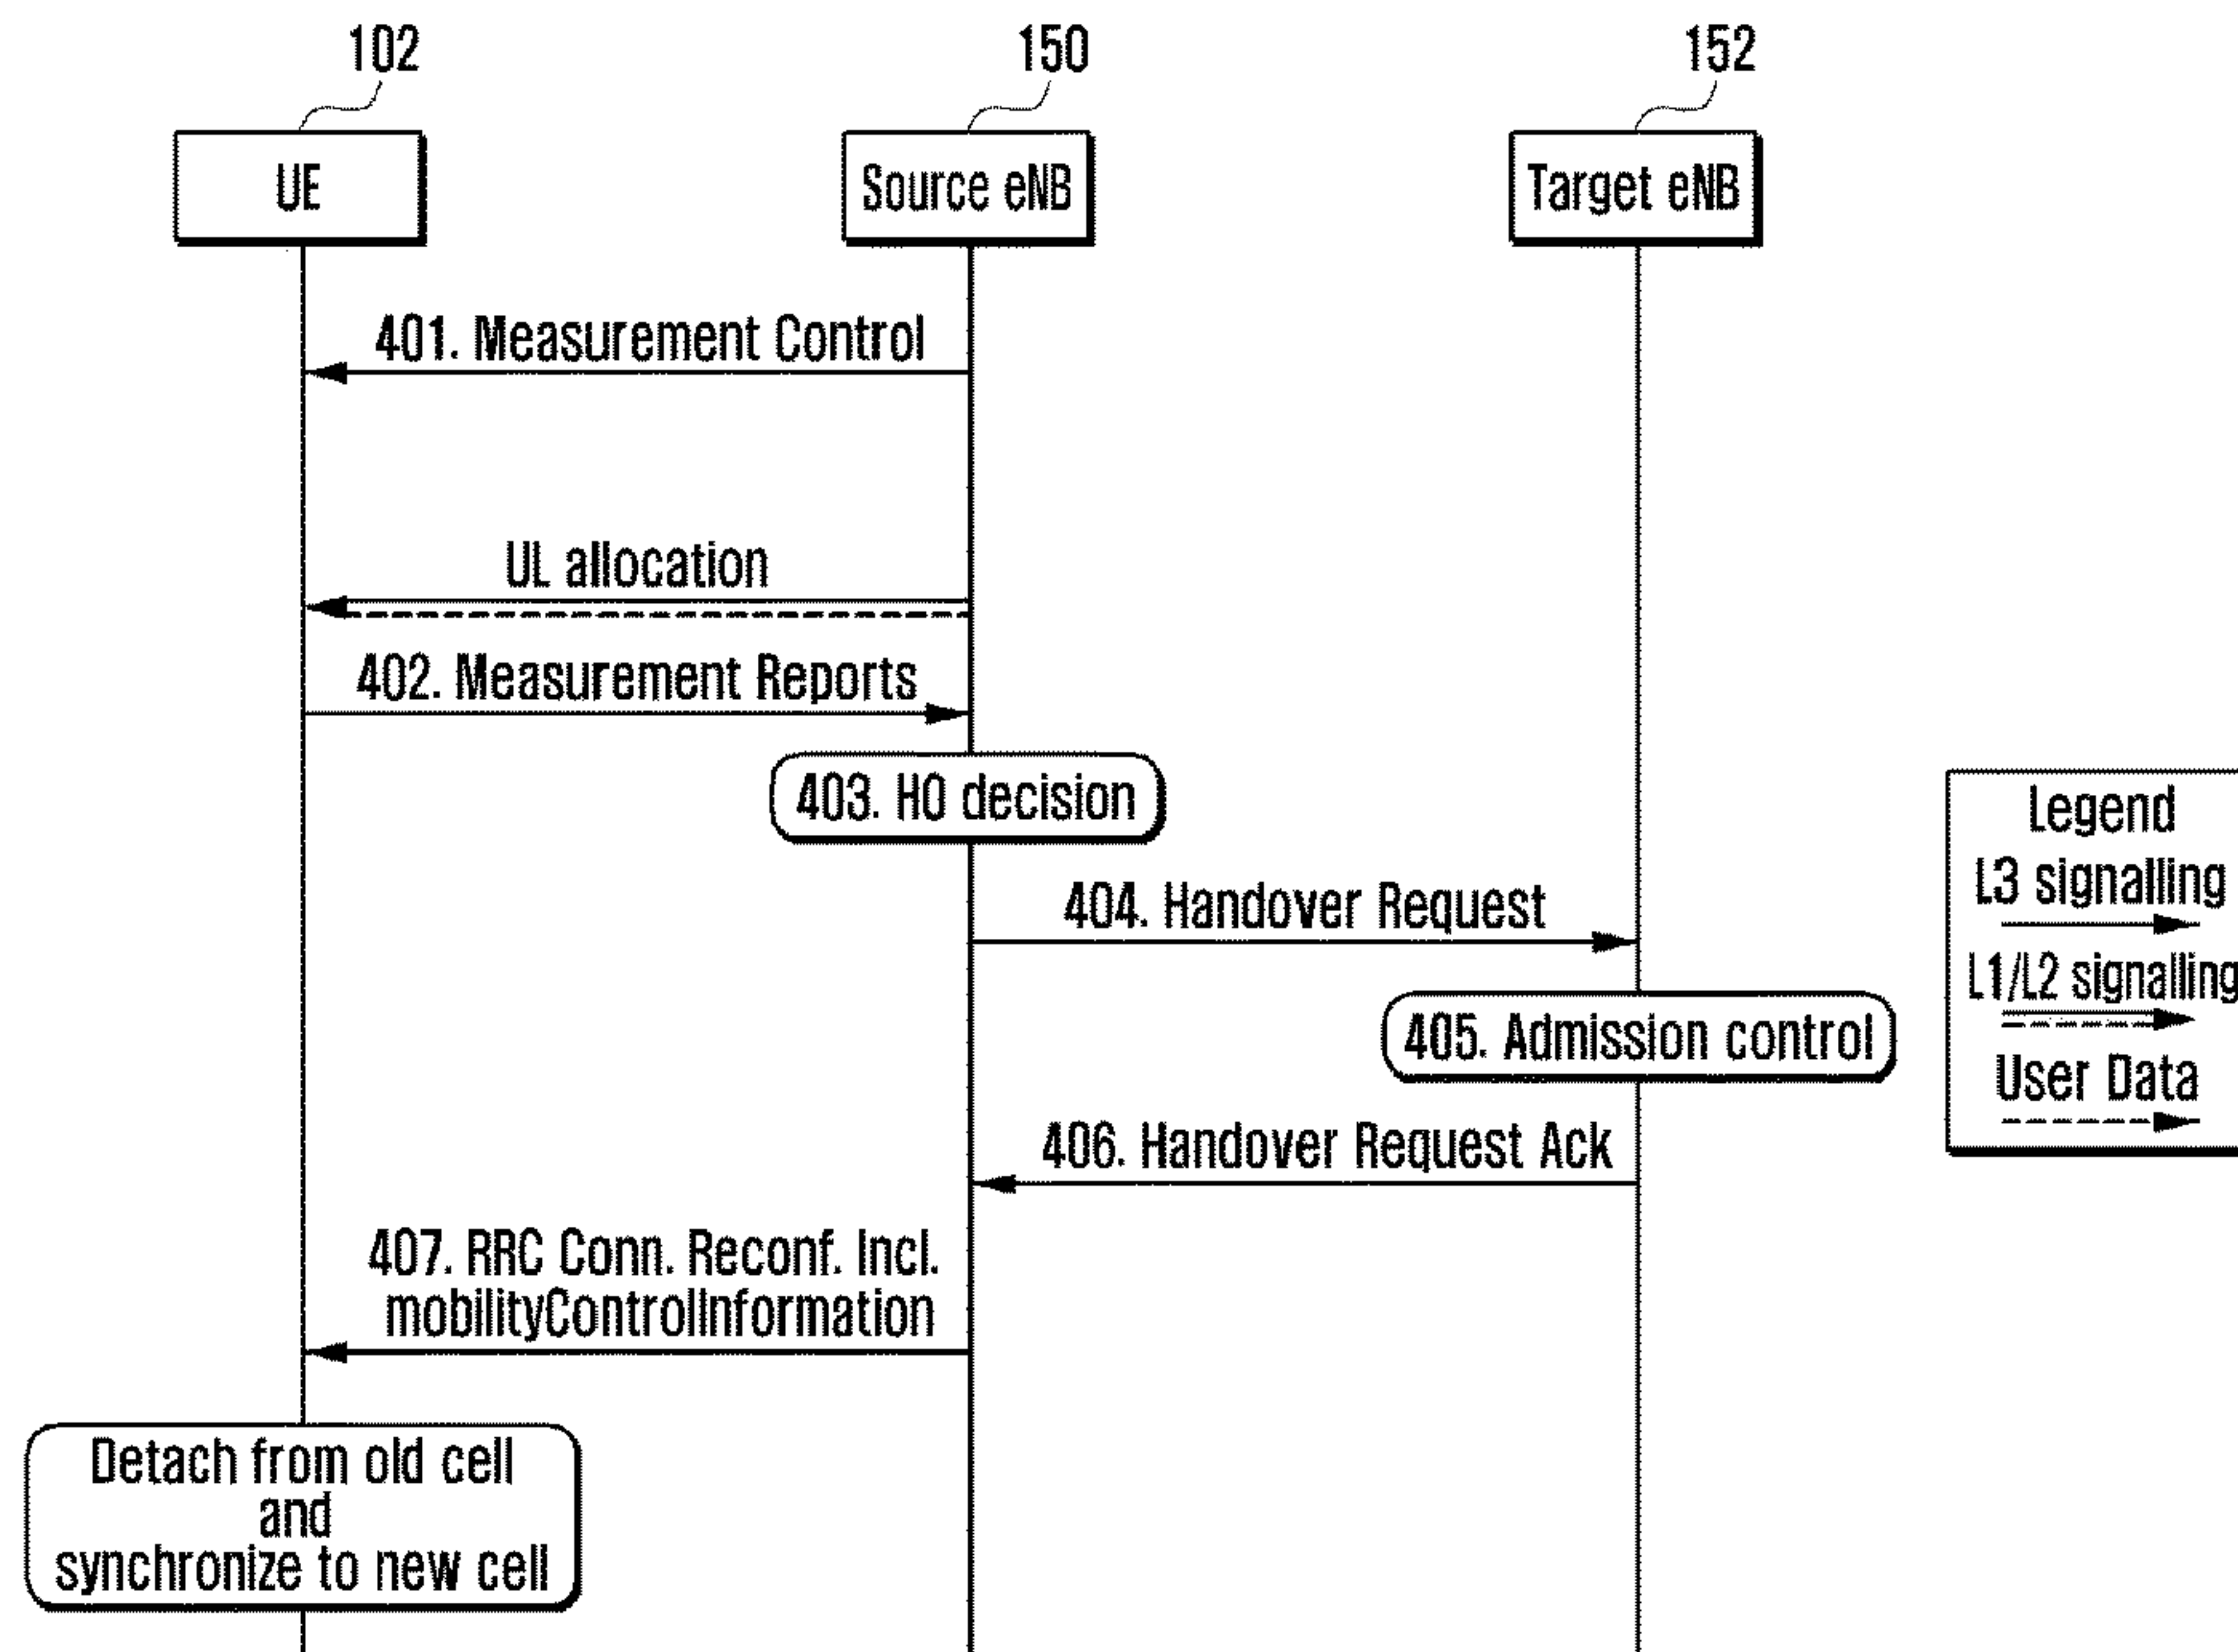 102
150
152
UE
Source eNB
Target eNB
401. Measurement Control
UL allocation
402. Measurement Reports
403. HO decision
404. Handover Request
405. Admission control
406. Handover Request Ack
407. RRC Conn. Reconf. Incl.
mobilityControlInformation
Detach from old cell
and
synchronize to new cell
Legend
L3 signalling
L1/L2 signalling
User Data